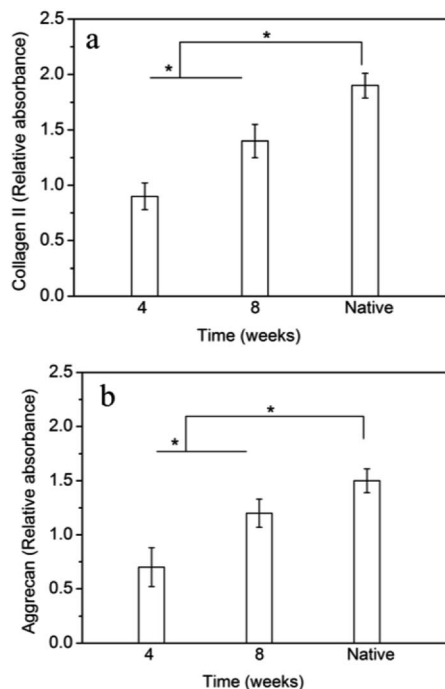 a
Collagen II (Relative absorbance)
2.5
2.0
1.5
1.0
0.5
0.0
*
*
4 8 Native
Time (weeks)
b
Aggrecan (Relative absorbance)
2.5
2.0
1.5
1.0
0.5
0.0
*
*
4 8 Native
Time (weeks)